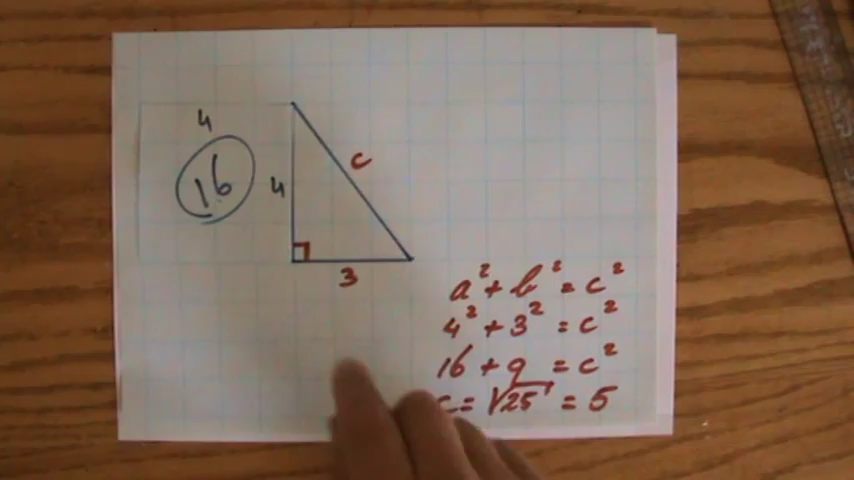 4
16
4
c
3
a² + b² = c²
4² + 3² = c²
16 + 9 = c²
c = √25 = 5